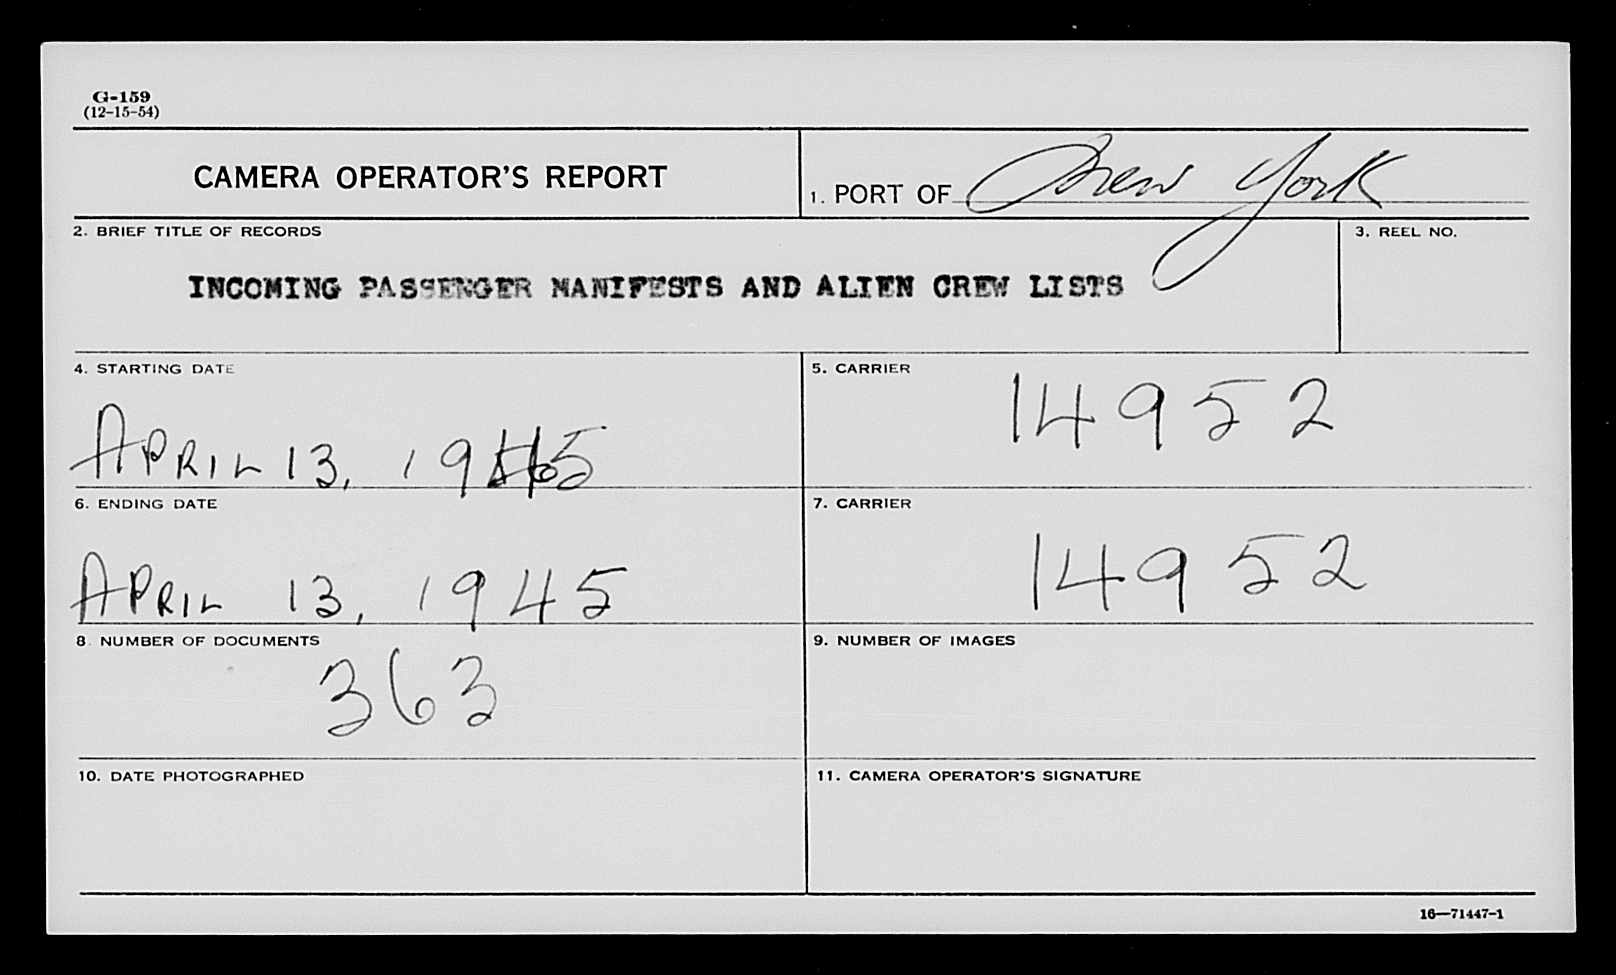 G-159
(12-15-54)
CAMERA OPERATOR'S REPORT
1. PORT OF New York
2. BRIEF TITLE OF RECORDS
3. REEL NO.
INCOMING PASSENGER MANIFESTS AND ALIEN CREW LISTS
4. STARTING DATE
5. CARRIER
April 13, 1945
14952
6. ENDING DATE
7. CARRIER
April 13, 1945
14952
8. NUMBER OF DOCUMENTS
9. NUMBER OF IMAGES
363
10. DATE PHOTOGRAPHED
11. CAMERA OPERATOR'S SIGNATURE
16—71447-1